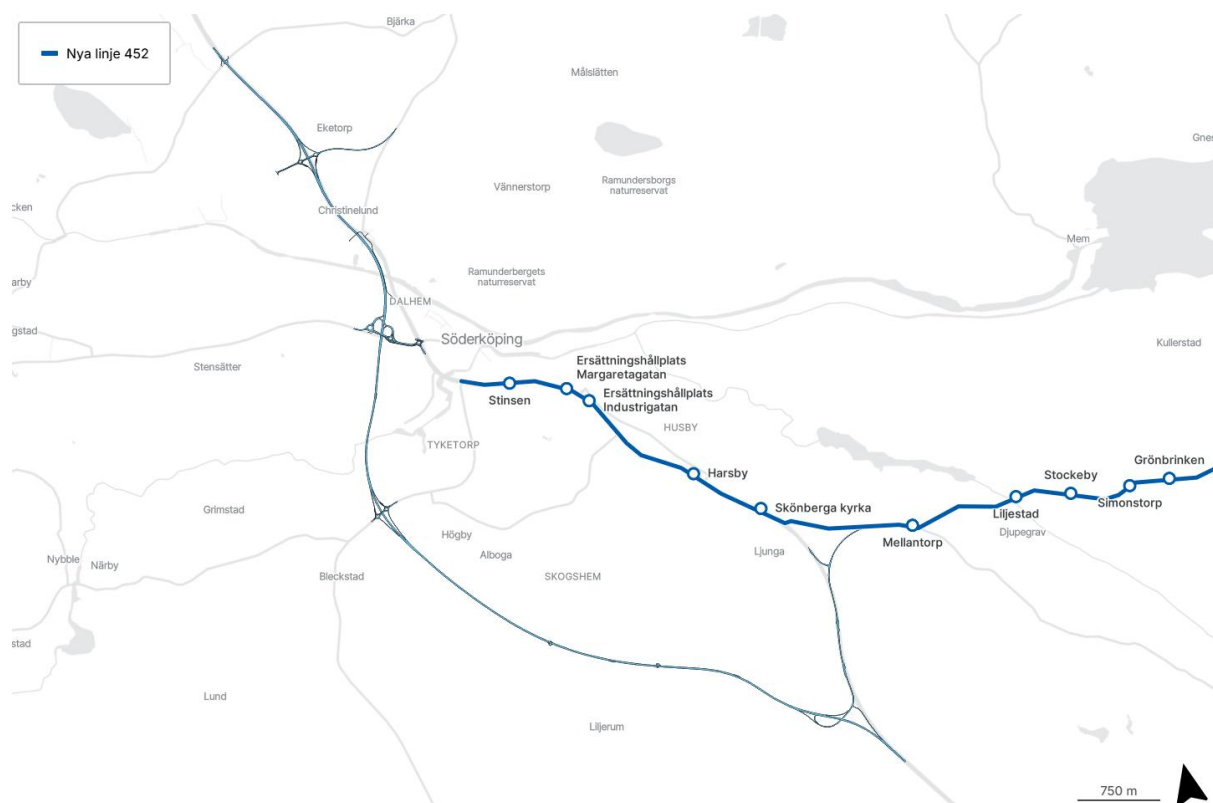 Nya linje 452
Bjärka
Målslätten
Eketorp
Gnes
Vännerstorp
Ramundersborgs
naturreservat
Christinelund
cken
Mem
Ramunderbergets
naturreservat
arby
DALHEM
gstad
Söderköping
Kullerstad
Stensätter
Ersättningshållplats
Margaretagatan
Stinsen
Ersättningshållplats
Industrigatan
HUSBY
TYKETORP
Grönbrinken
Harsby
Stockeby
Simonstorp
Skönberga kyrka
Liljestad
Grimstad
Djupegrav
Högby
Mellantorp
Alboga
Ljunga
Nybble
Närby
Bleckstad
SKOGSHEM
stad
Lund
Liljerum
750 m